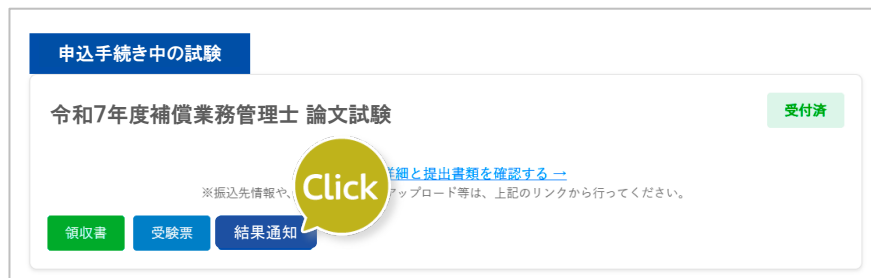 申込手続き中の試験
令和7年度補償業務管理士 論文試験
受付済
細と提出書類を確認する →
※振込先情報や、
アップロード等は、上記のリンクから行ってください。
Click
領収書
受験票
結果通知